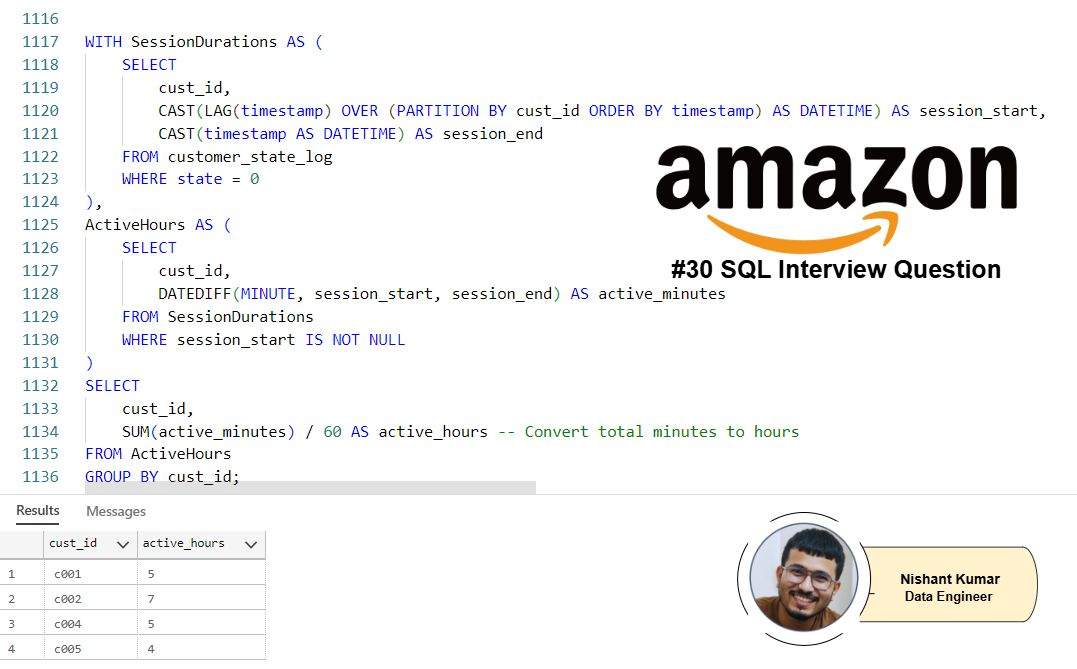 1116
1117 WITH SessionDurations AS (
1118 SELECT
1119 cust_id,
1120 CAST(LAG(timestamp) OVER (PARTITION BY cust_id ORDER BY timestamp) AS DATETIME) AS session_start,
1121 CAST(timestamp AS DATETIME) AS session_end
1122 FROM customer_state_log
1123 WHERE state = 0
1124 ),
1125 ActiveHours AS (
1126 SELECT
1127 cust_id,
1128 DATEDIFF(MINUTE, session_start, session_end) AS active_minutes
1129 FROM SessionDurations
1130 WHERE session_start IS NOT NULL
1131 )
1132 SELECT
1133 cust_id,
1134 SUM(active_minutes) / 60 AS active_hours -- Convert total minutes to hours
1135 FROM ActiveHours
1136 GROUP BY cust_id;
amazon
#30 SQL Interview Question
Results Messages
cust_id active_hours
1 c001 5
2 c002 7
3 c004 5
4 c005 4
Nishant Kumar
Data Engineer